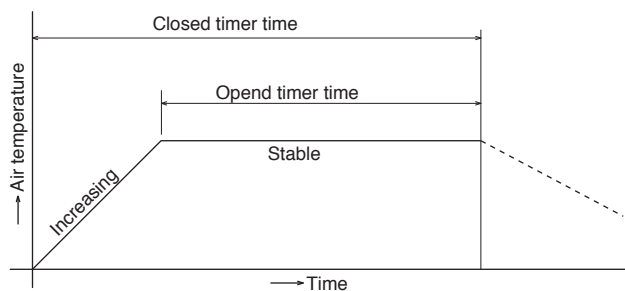 Closed timer time
Opend timer time
Air temperature
Increasing
Stable
Time